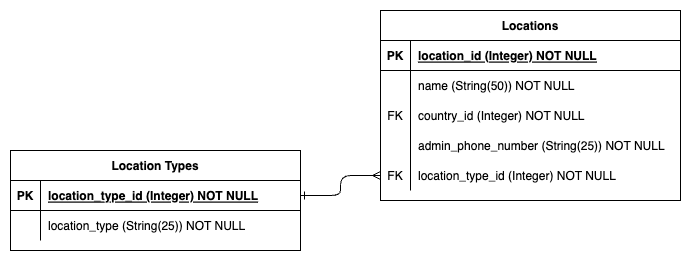 Locations
PK location_id (Integer) NOT NULL
name (String(50)) NOT NULL
FK country_id (Integer) NOT NULL
admin_phone_number (String(25)) NOT NULL
FK location_type_id (Integer) NOT NULL
Location Types
PK location_type_id (Integer) NOT NULL
location_type (String(25)) NOT NULL